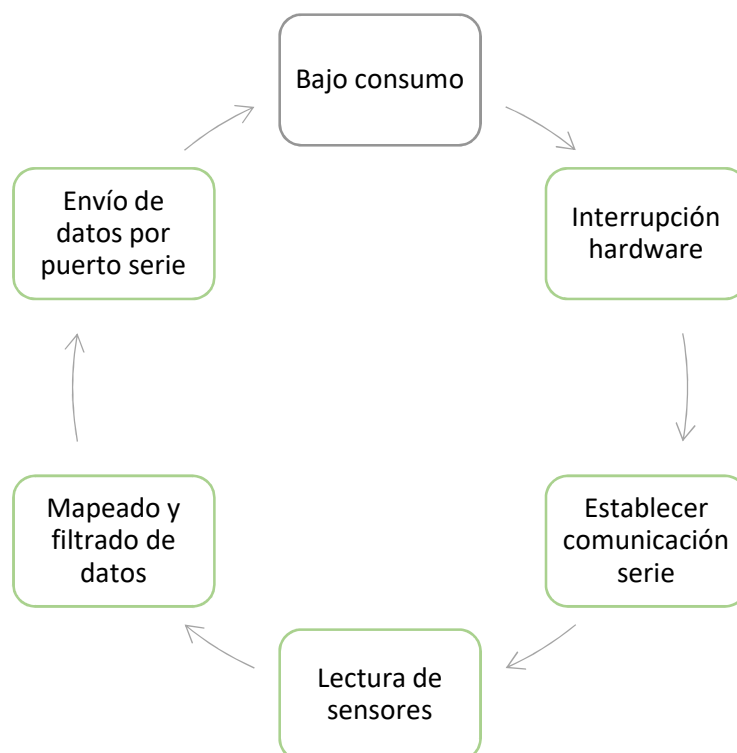 Bajo consumo
Interrupción
hardware
Establecer
comunicación
serie
Lectura de
sensores
Mapeado y
filtrado de
datos
Envío de
datos por
puerto serie